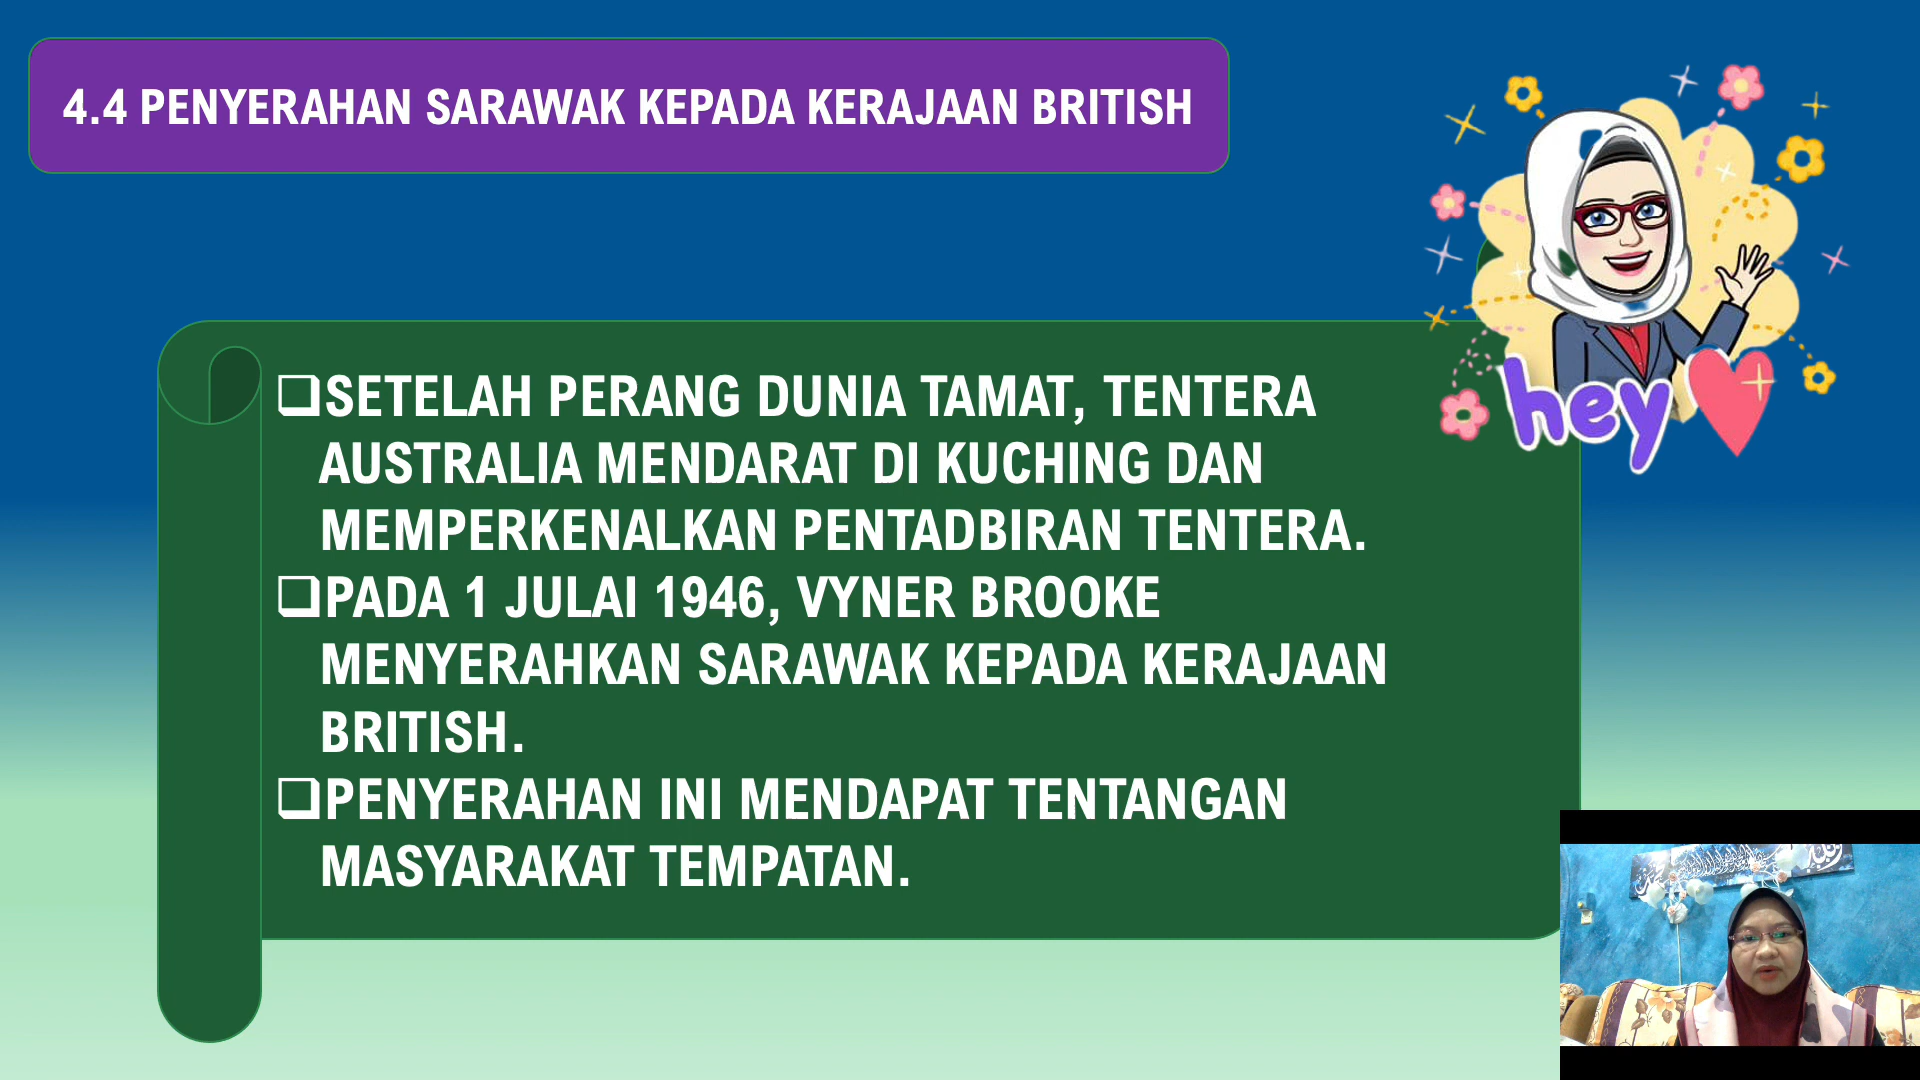 4.4 PENYERAHAN SARAWAK KEPADA KERAJAAN BRITISH
hey
❑SETELAH PERANG DUNIA TAMAT, TENTERA
AUSTRALIA MENDARAT DI KUCHING DAN
MEMPERKENALKAN PENTADBIRAN TENTERA.
❑PADA 1 JULAI 1946, VYNER BROOKE
MENYERAHKAN SARAWAK KEPADA KERAJAAN
BRITISH.
❑PENYERAHAN INI MENDAPAT TENTANGAN
MASYARAKAT TEMPATAN.